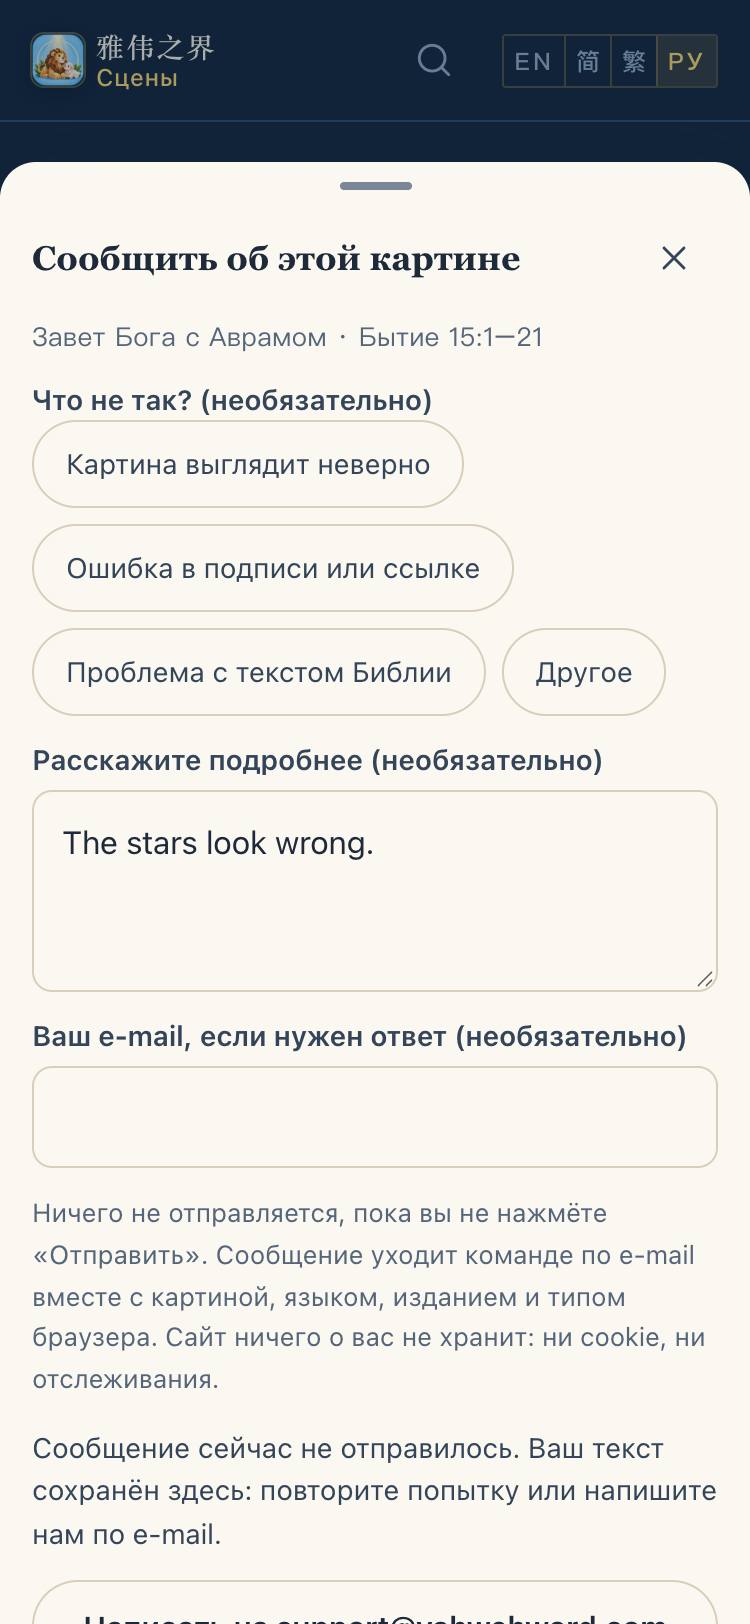 雅伟之界
Сцены
EN 简 繁 РУ
Сообщить об этой картине
Завет Бога с Аврамом · Бытие 15:1—21
Что не так? (необязательно)
Картина выглядит неверно
Ошибка в подписи или ссылке
Проблема с текстом Библии
Другое
Расскажите подробнее (необязательно)
The stars look wrong.
Ваш e-mail, если нужен ответ (необязательно)
Ничего не отправляется, пока вы не нажмёте
«Отправить». Сообщение уходит команде по e-mail
вместе с картиной, языком, изданием и типом
браузера. Сайт ничего о вас не хранит: ни cookie, ни
отслеживания.
Сообщение сейчас не отправилось. Ваш текст
сохранён здесь: повторите попытку или напишите
нам по e-mail.